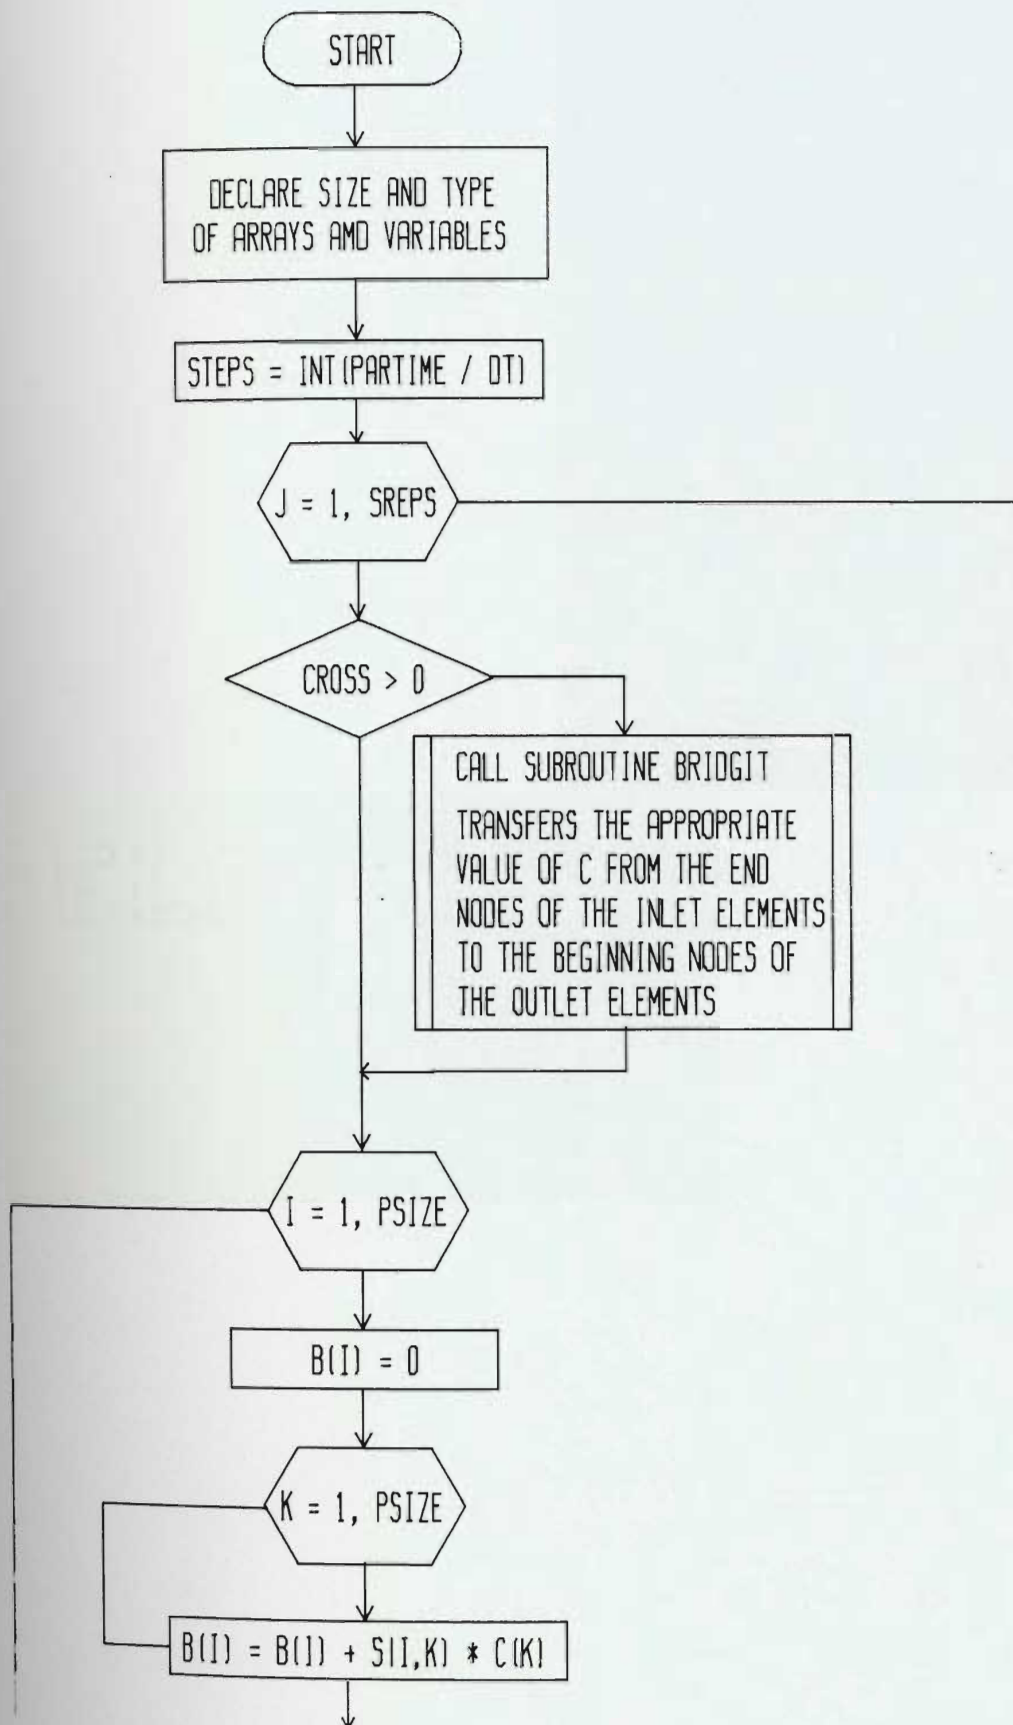 START
DECLARE SIZE AND TYPE
OF ARRAYS AMD VARIABLES
STEPS = INT(PARTIME / DT)
J = 1, SREPS
CROSS > 0
CALL SUBROUTINE BRIDGIT
TRANSFERS THE APPROPRIATE
VALUE OF C FROM THE END
NODES OF THE INLET ELEMENTS
TO THE BEGINNING NODES OF
THE OUTLET ELEMENTS
I = 1, PSIZE
B(I) = 0
K = 1, PSIZE
B(I) = B(I) + S(I,K) * C(K)